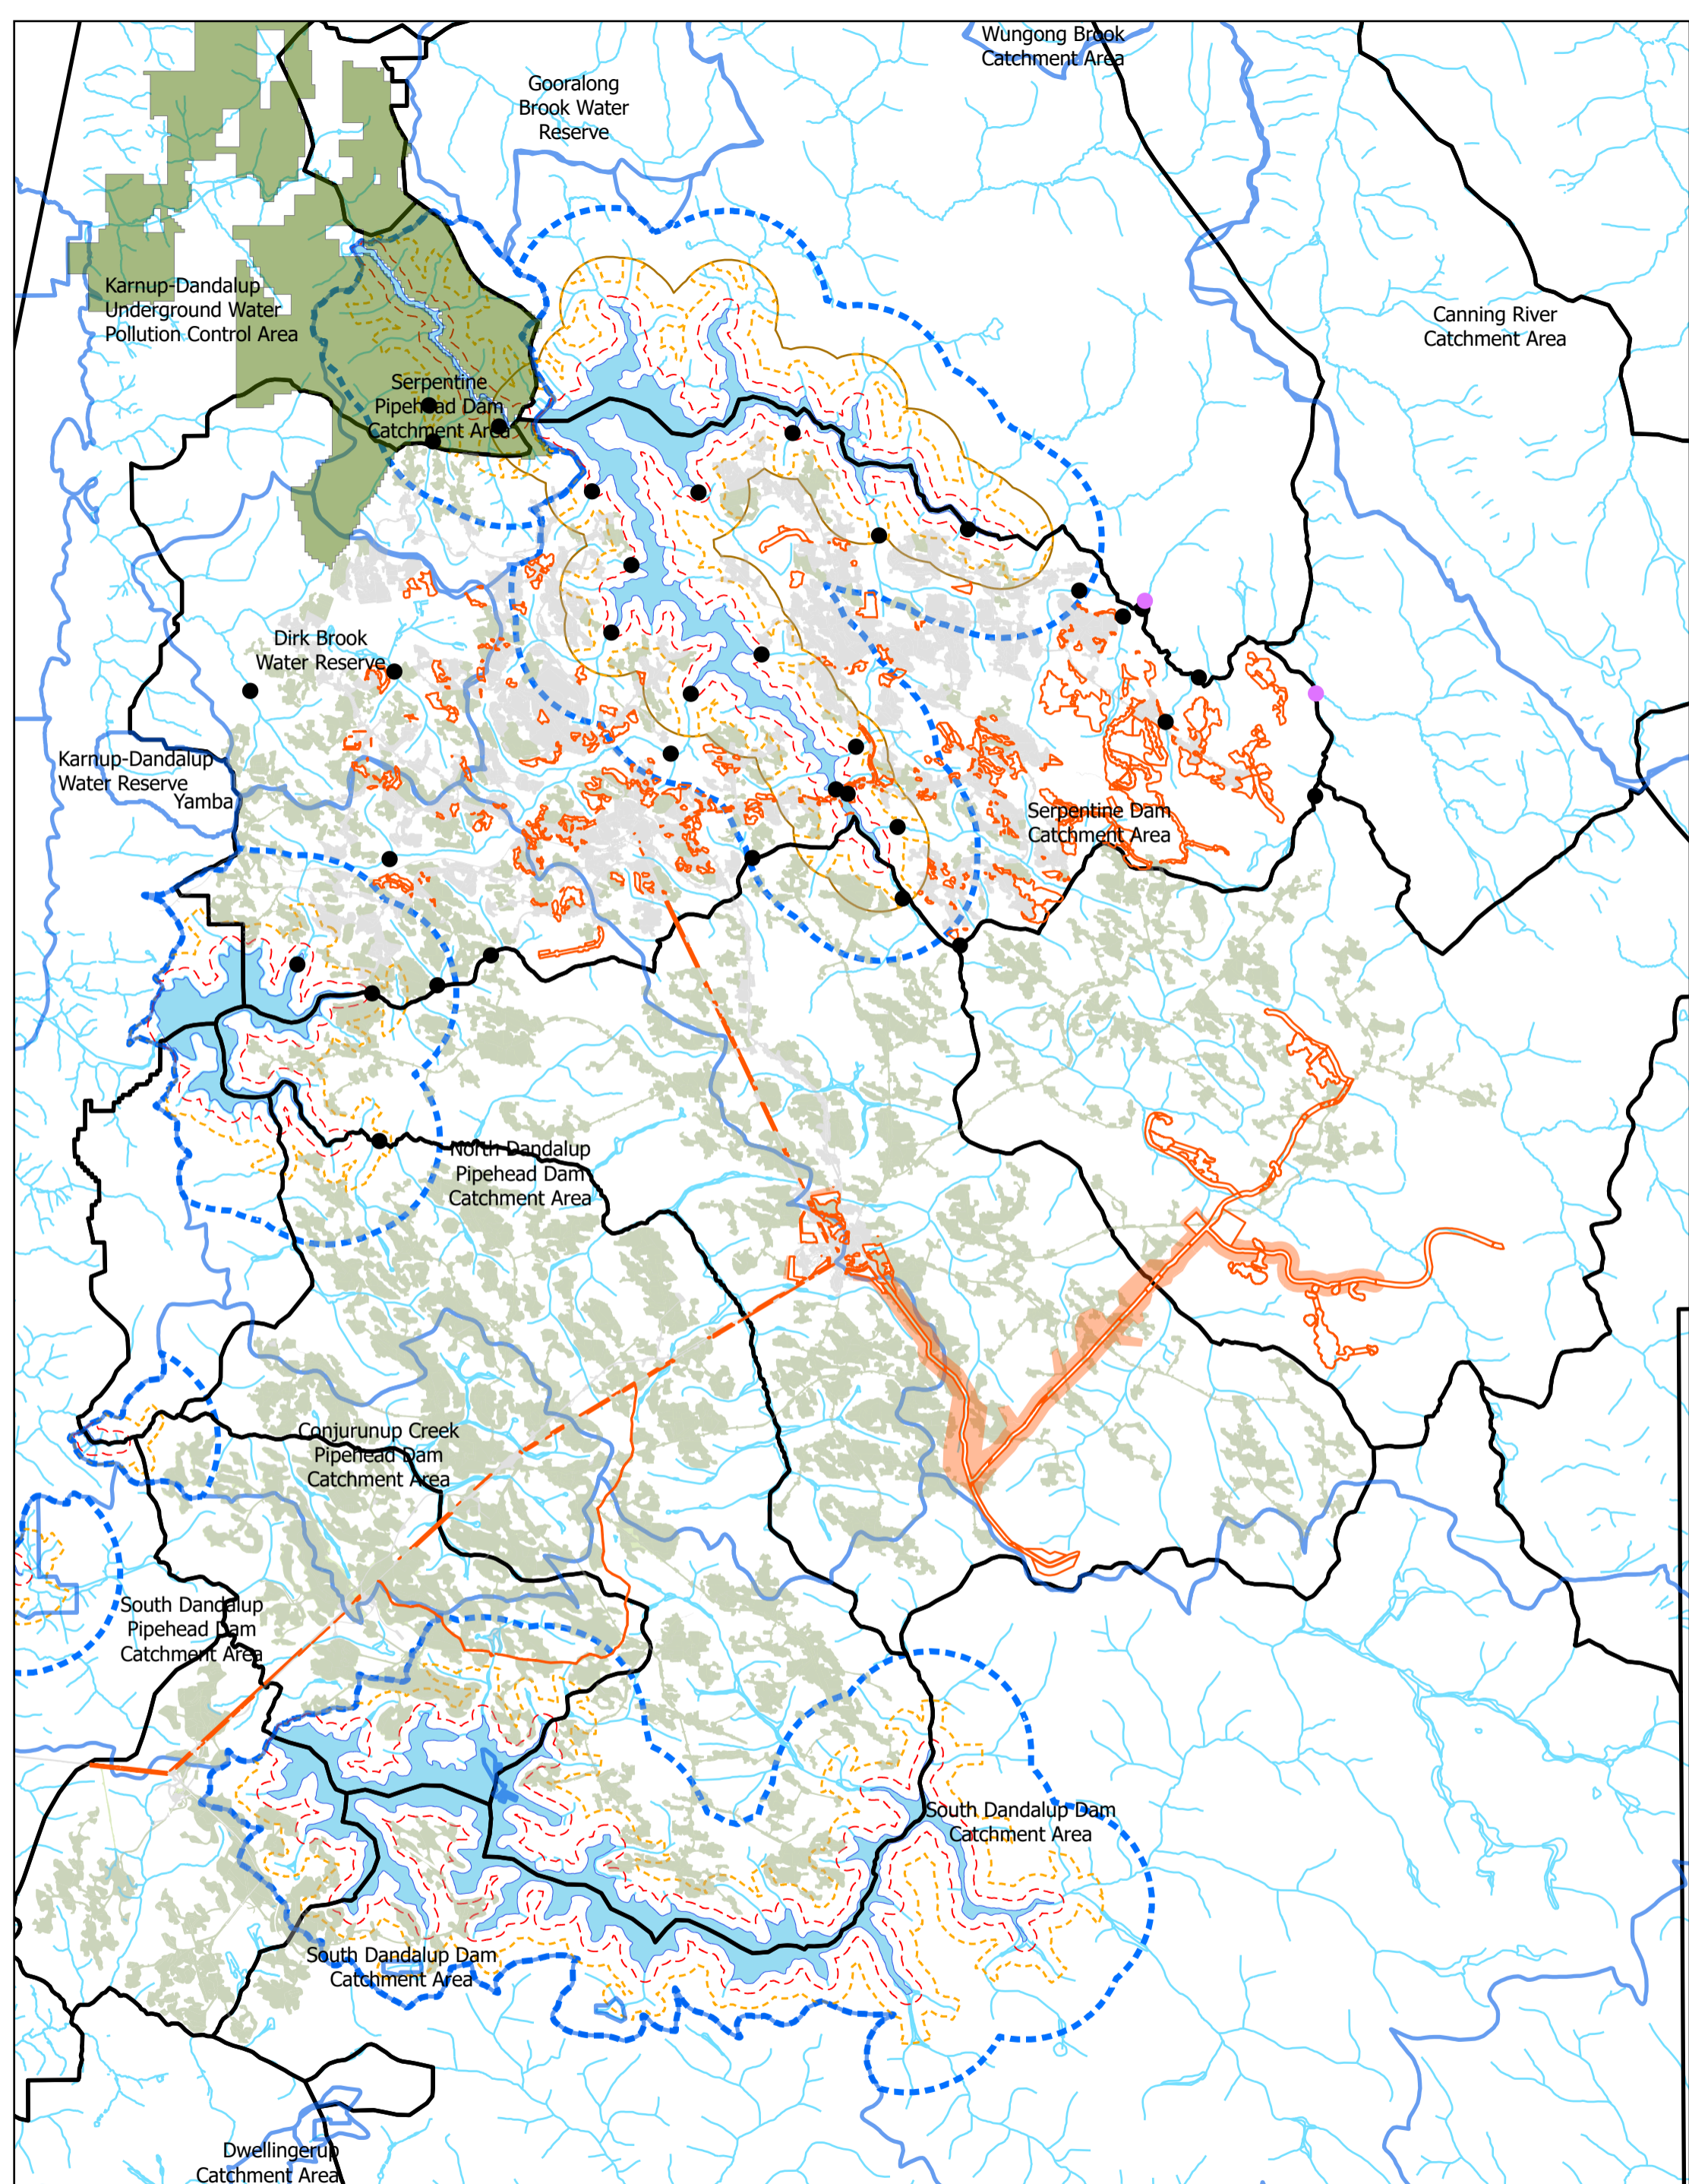 Wungong Brook
Catchment Area
Gooralong
Brook Water
Reserve
Karnup-Dandalup
Underground Water
Pollution Control Area
Canning River
Catchment Area
Serpentine
Pipehead Dam
Catchment Area
Dirk Brook
Water Reserve
Karnup-Dandalup
Water Reserve
Yamba
Serpentine Dam
Catchment Area
North Dandalup
Pipehead Dam
Catchment Area
Conjurunup Creek
Pipehead Dam
Catchment Area
South Dandalup
Pipehead Dam
Catchment Area
South Dandalup Dam
Catchment Area
South Dandalup Dam
Catchment Area
Dwellingerup
Catchment Area